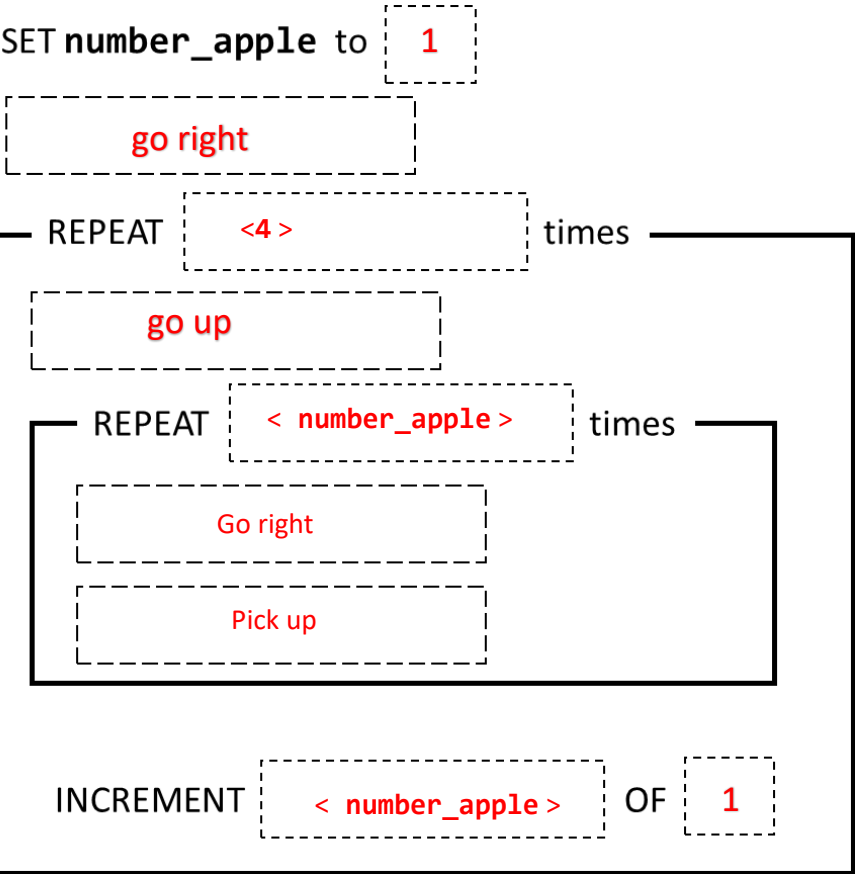 SET number_apple to 1
go right
REPEAT <4 > times
go up
REPEAT < number_apple > times
Go right
Pick up
INCREMENT < number_apple > OF 1